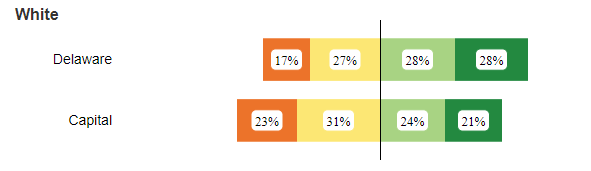 White
Delaware 17% 27% 28% 28%
Capital 23% 31% 24% 21%